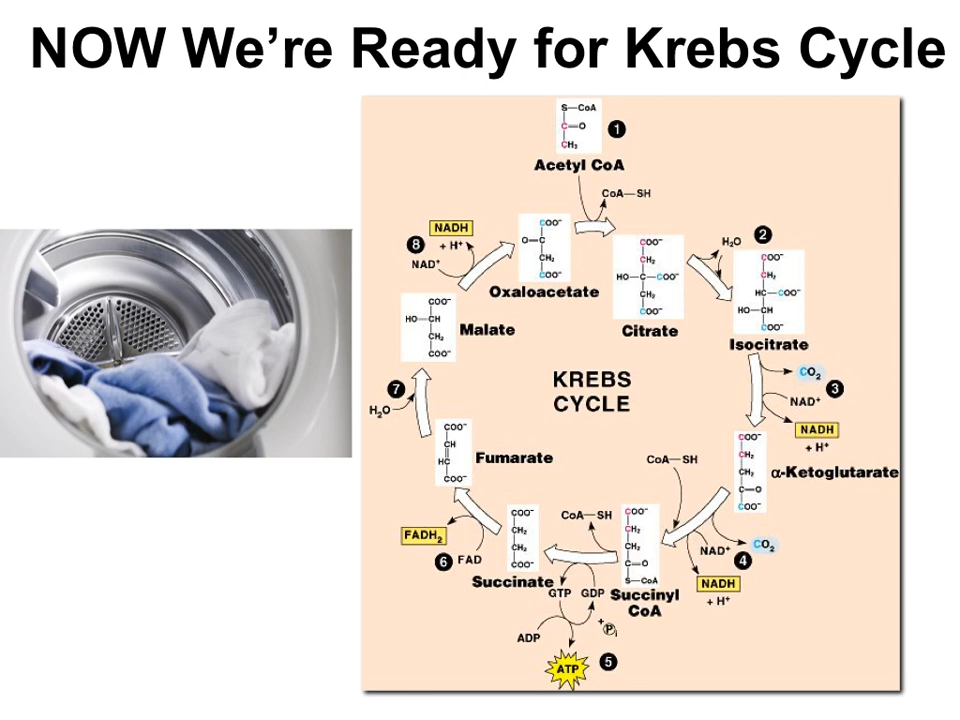 NOW We're Ready for Krebs Cycle
S—CoA
C=O
CH₃
1
Acetyl CoA
CoA—SH
NADH
+ H⁺
8
NAD⁺
COO⁻
O=C
CH₂
COO⁻
Oxaloacetate
COO⁻
CH₂
HO—C—COO⁻
CH₂
COO⁻
Citrate
H₂O
2
COO⁻
CH₂
HC—COO⁻
HO—CH
COO⁻
Isocitrate
COO⁻
HO—CH
CH₂
COO⁻
Malate
KREBS
CYCLE
CO₂
3
NAD⁺
NADH
+ H⁺
7
H₂O
COO⁻
CH
HC
COO⁻
Fumarate
CoA—SH
COO⁻
CH₂
CH₂
C=O
COO⁻
α-Ketoglutarate
FADH₂
6
FAD
COO⁻
CH₂
CH₂
COO⁻
Succinate
CoA—SH
COO⁻
CH₂
CH₂
C=O
S—CoA
Succinyl
CoA
NAD⁺
4
CO₂
NADH
+ H⁺
GTP
GDP
+
Pi
ADP
ATP
5